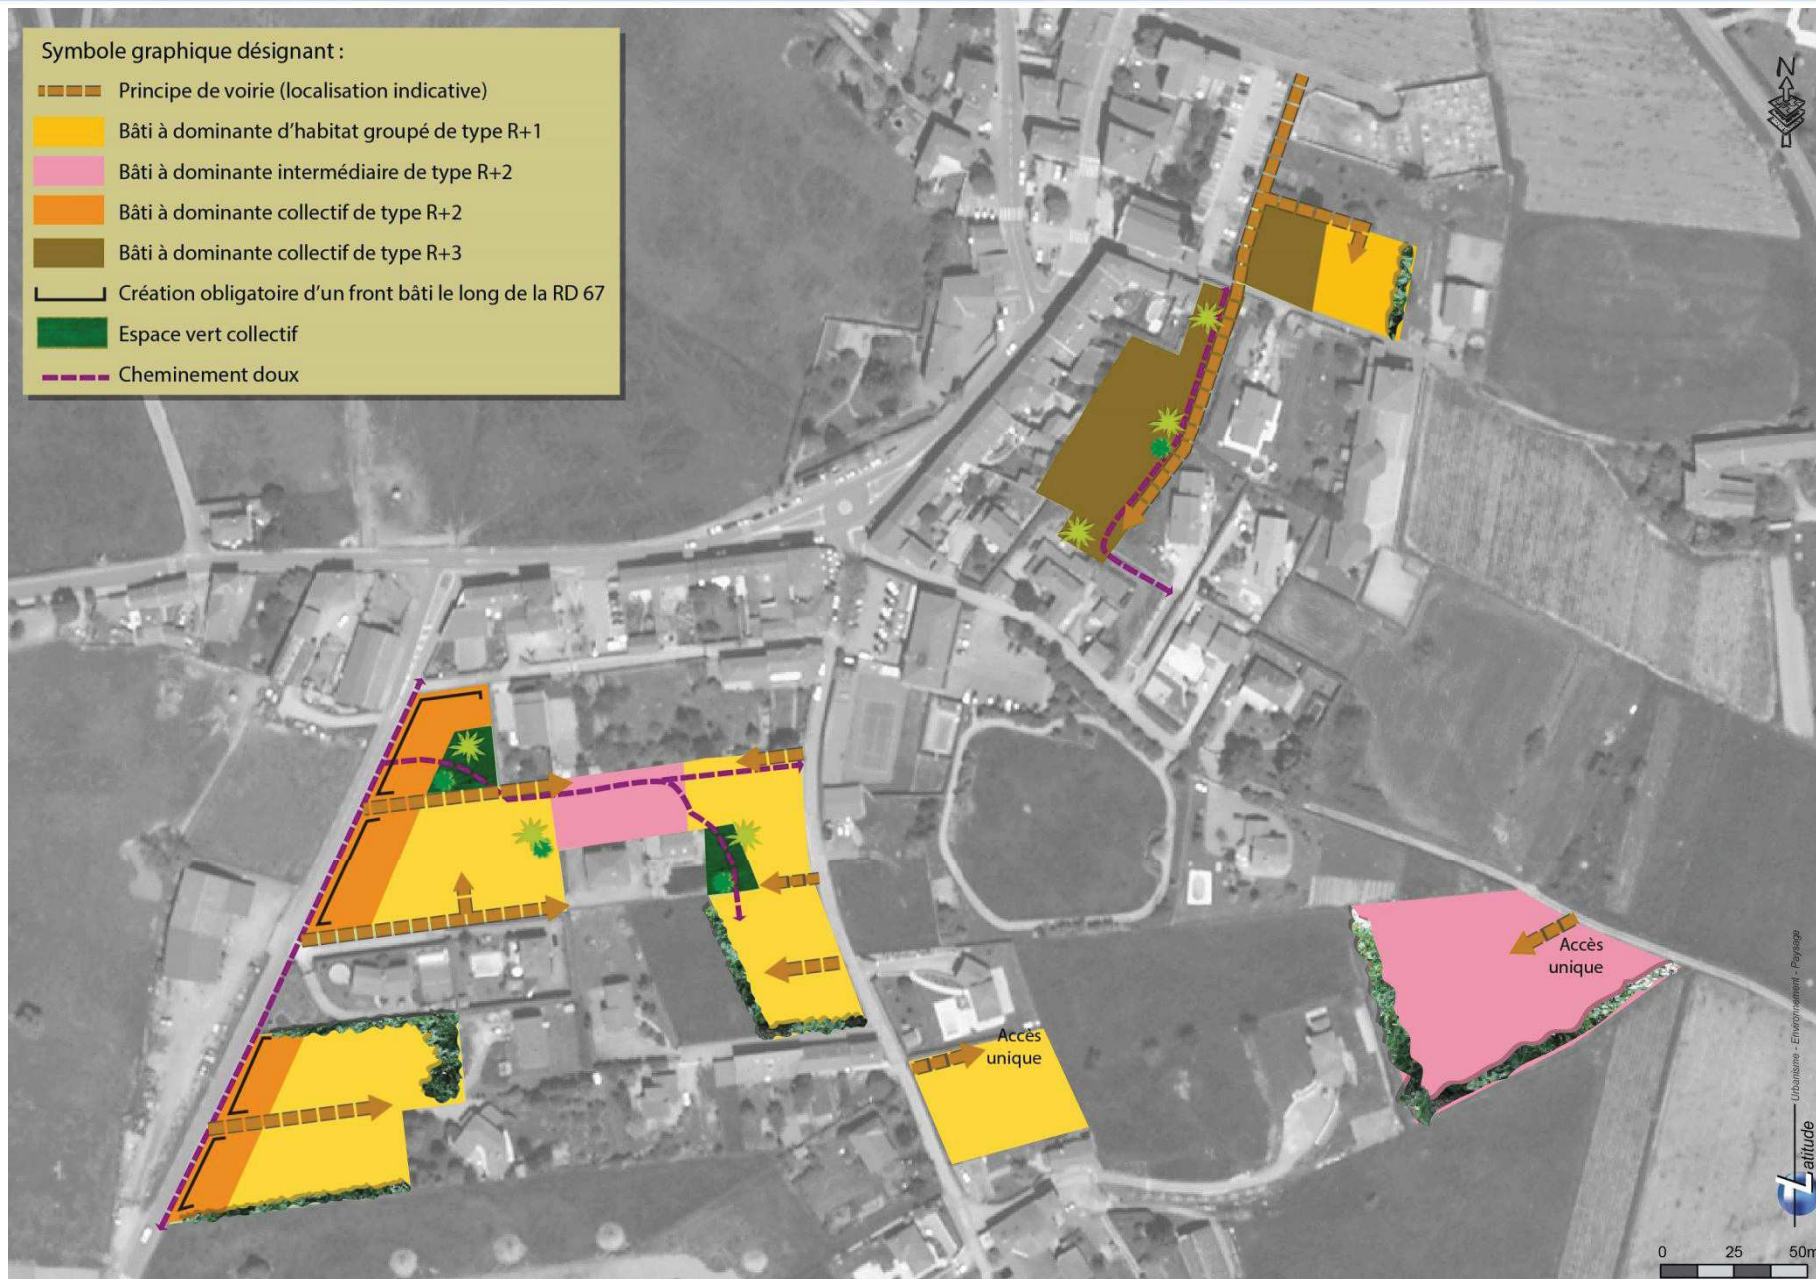 Symbole graphique désignant :
Principe de voirie (localisation indicative)
Bâti à dominante d'habitat groupé de type R+1
Bâti à dominante intermédiaire de type R+2
Bâti à dominante collectif de type R+2
Bâti à dominante collectif de type R+3
Création obligatoire d'un front bâti le long de la RD 67
Espace vert collectif
Cheminement doux
N
Accès
unique
Accès
unique
Latitude
Urbanisme - Environnement - Paysage
0 25 50m